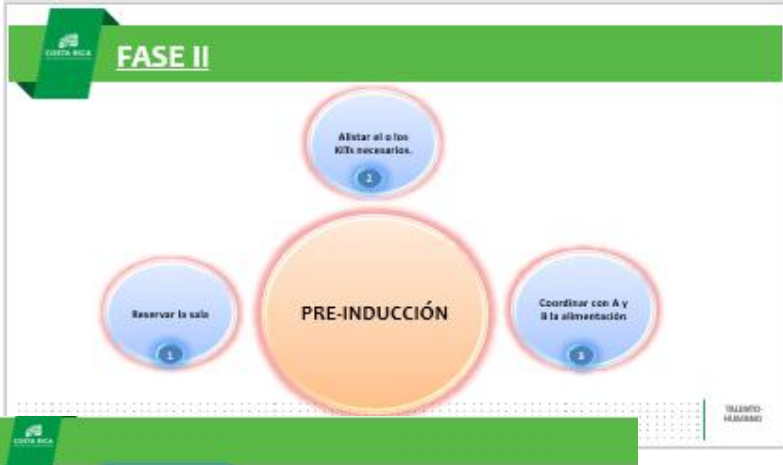 COSTA RICA
FASE II
Alistar el o los
KITs necesarios.
2
Reservar la sala
1
PRE-INDUCCIÓN
Coordinar con A y
B la alimentación
3
TALENTO
HUMANO
COSTA RICA